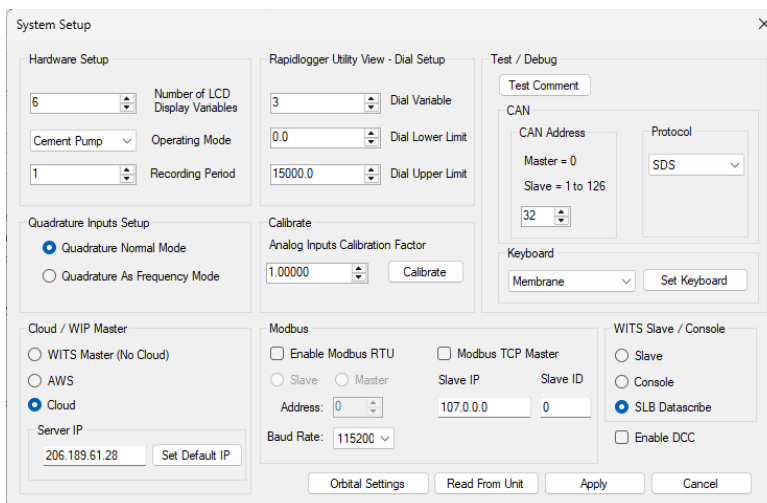 System Setup
Hardware Setup
6
Number of LCD
Display Variables
Cement Pump
Operating Mode
1
Recording Period
Rapidlogger Utility View - Dial Setup
3
Dial Variable
0.0
Dial Lower Limit
15000.0
Dial Upper Limit
Test / Debug
Test Comment
CAN
CAN Address
Master = 0
Slave = 1 to 126
32
Protocol
SDS
Quadrature Inputs Setup
Quadrature Normal Mode
Quadrature As Frequency Mode
Calibrate
Analog Inputs Calibration Factor
1.00000
Calibrate
Keyboard
Membrane
Set Keyboard
Cloud / WIP Master
WITS Master (No Cloud)
AWS
Cloud
Server IP
206.189.61.28
Set Default IP
Modbus
Enable Modbus RTU
Slave
Master
Address:
0
Baud Rate:
115200
Modbus TCP Master
Slave IP
Slave ID
107.0.0.0
0
WITS Slave / Console
Slave
Console
SLB Datascribe
Enable DCC
Orbital Settings
Read From Unit
Apply
Cancel